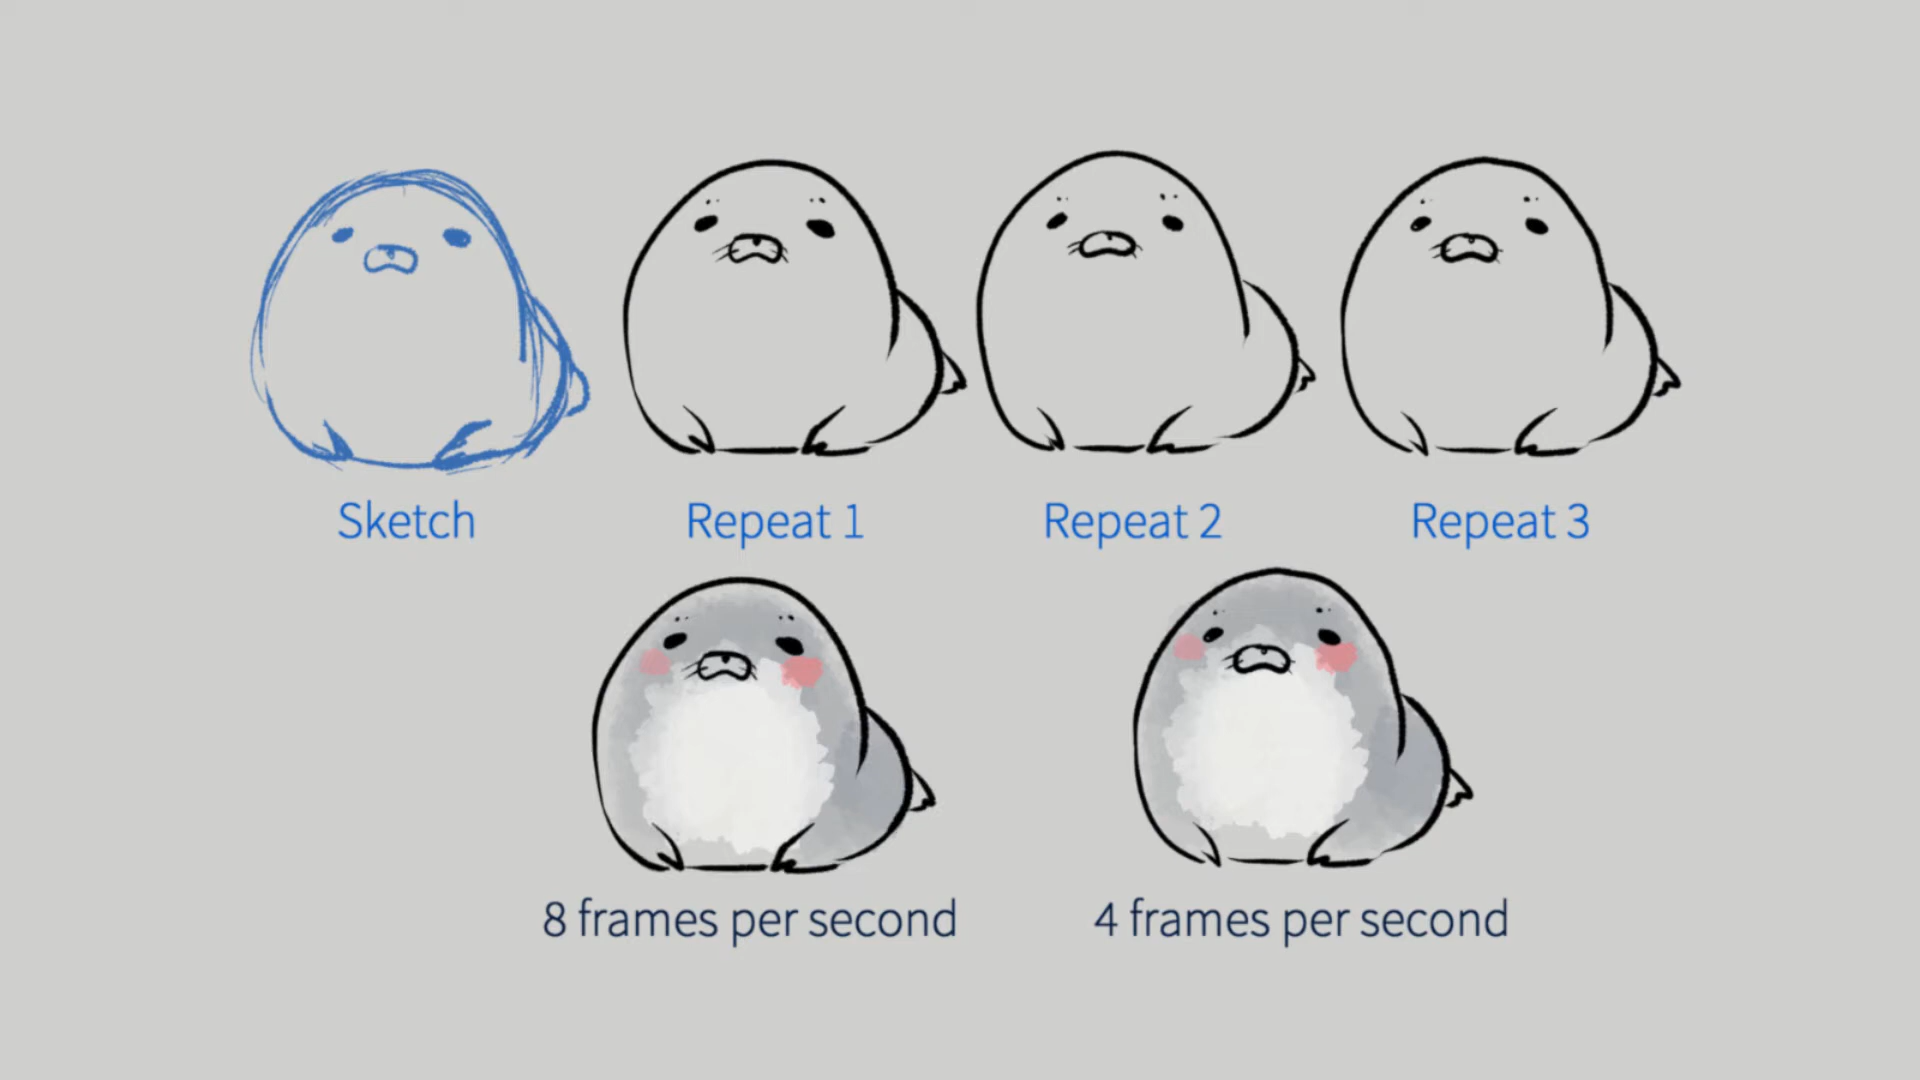 Sketch
Repeat 1
Repeat 2
Repeat 3
8 frames per second
4 frames per second